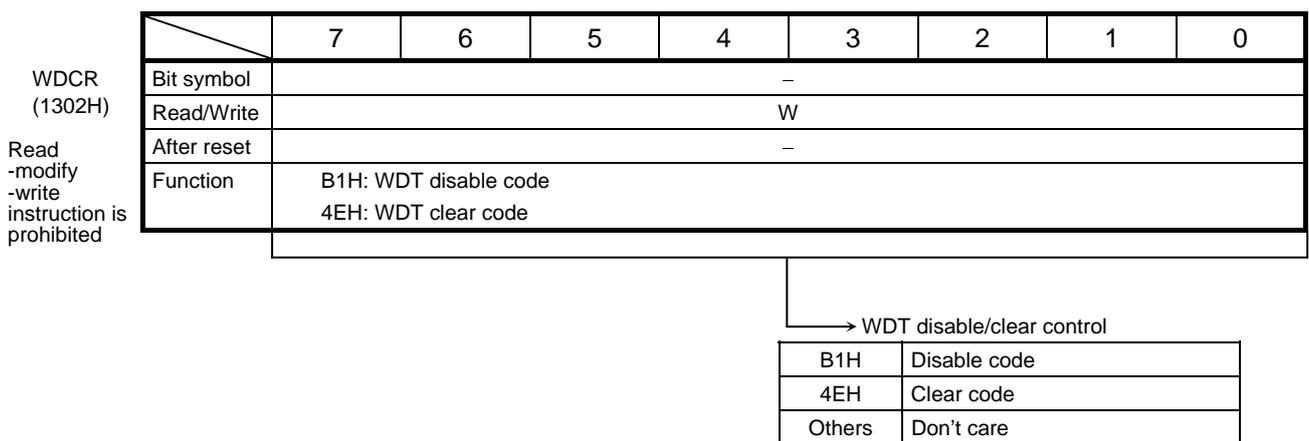 7 6 5 4 3 2 1 0
WDCR
(1302H)
Bit symbol –
Read/Write W
After reset –
Function B1H: WDT disable code
4EH: WDT clear code
Read
-modify
-write
instruction is
prohibited
WDT disable/clear control
B1H Disable code
4EH Clear code
Others Don't care